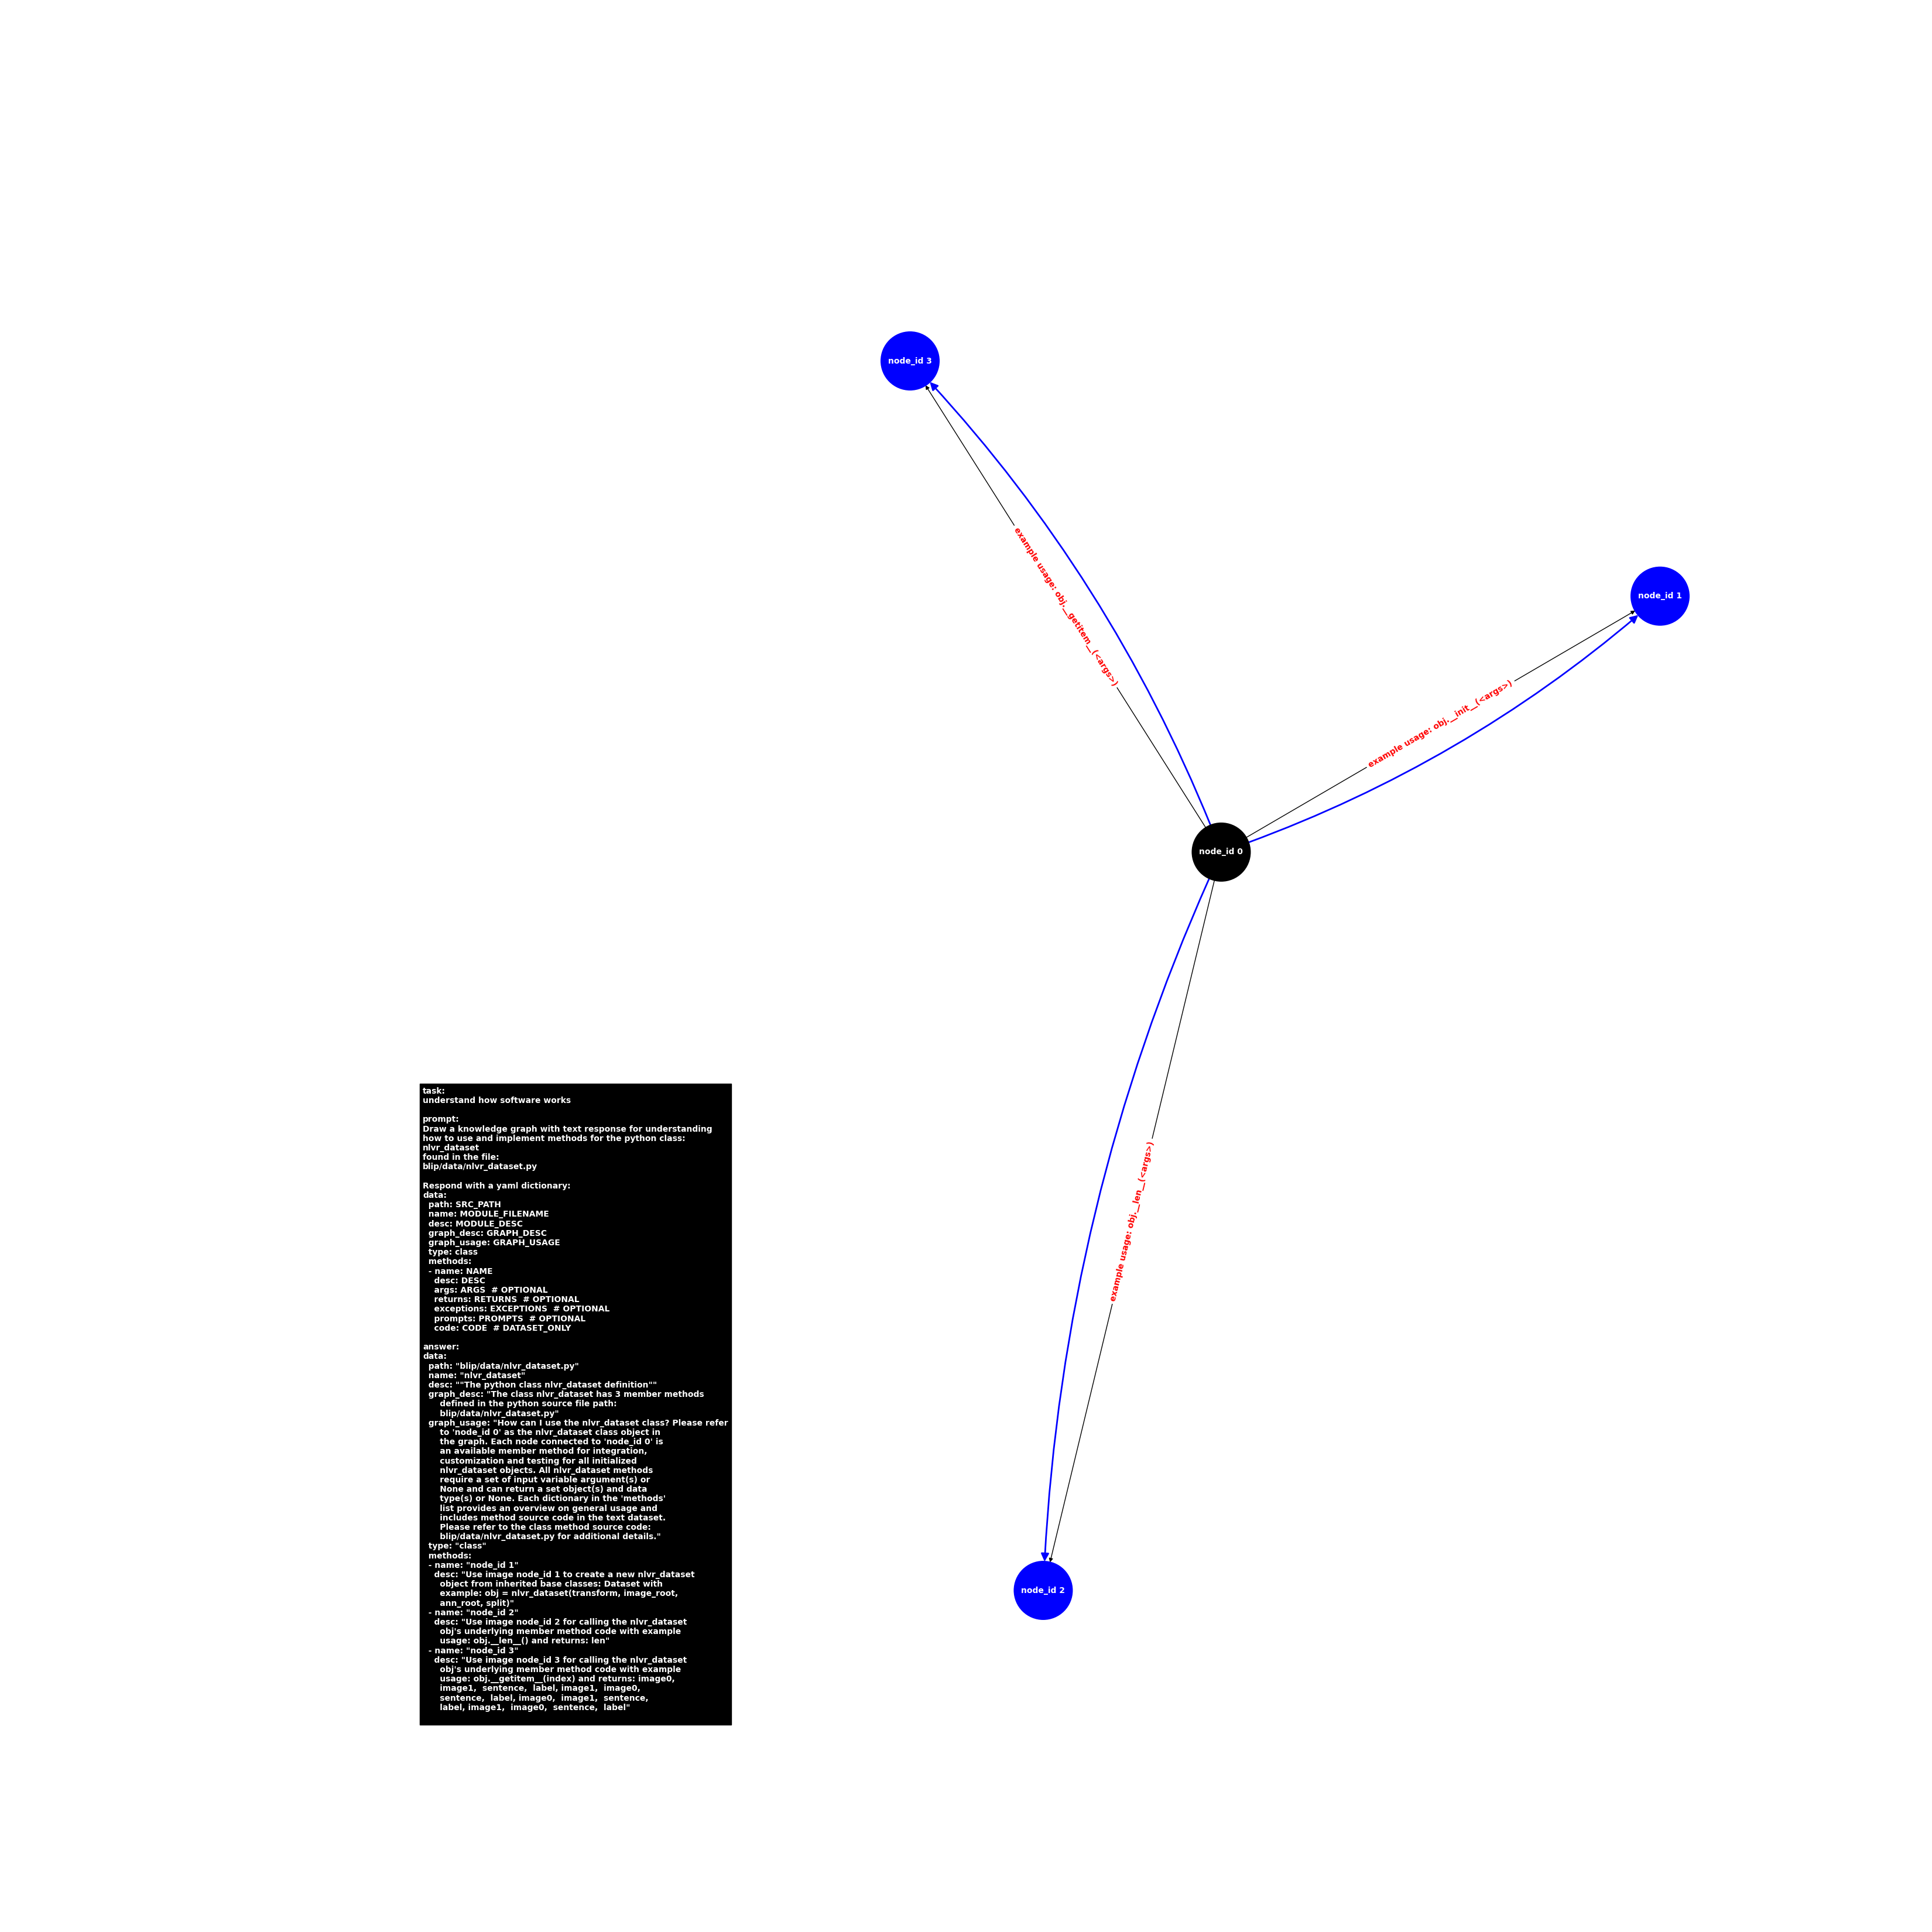 node_id 3
node_id 1
example usage: obj.__getitem__(<args>)
example usage: obj.__init__(<args>)
node_id 0
example usage: obj.__len__(<args>)
node_id 2
task:
understand how software works

prompt:
Draw a knowledge graph with text response for understanding
how to use and implement methods for the python class:
nlvr_dataset
found in the file:
blip/data/nlvr_dataset.py

Respond with a yaml dictionary:
data:
  path: SRC_PATH
  name: MODULE_FILENAME
  desc: MODULE_DESC
  graph_desc: GRAPH_DESC
  graph_usage: GRAPH_USAGE
  type: class
  methods:
  - name: NAME
    desc: DESC
    args: ARGS  # OPTIONAL
    returns: RETURNS  # OPTIONAL
    exceptions: EXCEPTIONS  # OPTIONAL
    prompts: PROMPTS  # OPTIONAL
    code: CODE  # DATASET_ONLY

answer:
data:
  path: "blip/data/nlvr_dataset.py"
  name: "nlvr_dataset"
  desc: ""The python class nlvr_dataset definition""
  graph_desc: "The class nlvr_dataset has 3 member methods
      defined in the python source file path:
      blip/data/nlvr_dataset.py"
  graph_usage: "How can I use the nlvr_dataset class? Please refer
      to 'node_id 0' as the nlvr_dataset class object in
      the graph. Each node connected to 'node_id 0' is
      an available member method for integration,
      customization and testing for all initialized
      nlvr_dataset objects. All nlvr_dataset methods
      require a set of input variable argument(s) or
      None and can return a set object(s) and data
      type(s) or None. Each dictionary in the 'methods'
      list provides an overview on general usage and
      includes method source code in the text dataset.
      Please refer to the class method source code:
      blip/data/nlvr_dataset.py for additional details."
  type: "class"
  methods:
  - name: "node_id 1"
    desc: "Use image node_id 1 to create a new nlvr_dataset
      object from inherited base classes: Dataset with
      example: obj = nlvr_dataset(transform, image_root,
      ann_root, split)"
  - name: "node_id 2"
    desc: "Use image node_id 2 for calling the nlvr_dataset
      obj's underlying member method code with example
      usage: obj.__len__() and returns: len"
  - name: "node_id 3"
    desc: "Use image node_id 3 for calling the nlvr_dataset
      obj's underlying member method code with example
      usage: obj.__getitem__(index) and returns: image0,
      image1,  sentence,  label, image1,  image0,
      sentence,  label, image0,  image1,  sentence,
      label, image1,  image0,  sentence,  label"